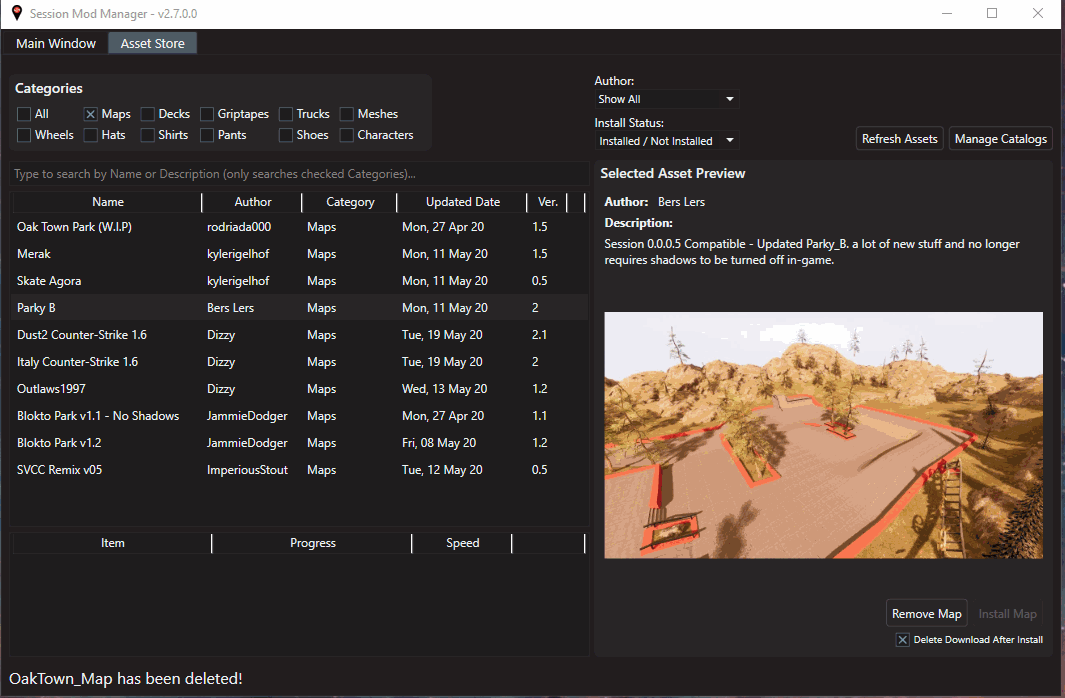 Session Mod Manager - v2.7.0.0
Main Window Asset Store
Categories
All Maps Decks Griptapes Trucks Meshes
Wheels Hats Shirts Pants Shoes Characters
Author:
Show All
Install Status:
Installed / Not Installed
Refresh Assets Manage Catalogs
Type to search by Name or Description (only searches checked Categories)...
Name Author Category Updated Date Ver.
Oak Town Park (W.I.P) rodriada000 Maps Mon, 27 Apr 20 1.5
Merak kylerigelhof Maps Mon, 11 May 20 1.5
Skate Agora kylerigelhof Maps Mon, 11 May 20 0.5
Parky B Bers Lers Maps Mon, 11 May 20 2
Dust2 Counter-Strike 1.6 Dizzy Maps Tue, 19 May 20 2.1
Italy Counter-Strike 1.6 Dizzy Maps Tue, 19 May 20 2
Outlaws1997 Dizzy Maps Wed, 13 May 20 1.2
Blokto Park v1.1 - No Shadows JammieDodger Maps Mon, 27 Apr 20 1.1
Blokto Park v1.2 JammieDodger Maps Fri, 08 May 20 1.2
SVCC Remix v05 ImperiousStout Maps Tue, 12 May 20 0.5
Item Progress Speed
Selected Asset Preview
Author: Bers Lers
Description:
Session 0.0.0.5 Compatible - Updated Parky_B. a lot of new stuff and no longer
requires shadows to be turned off in-game.
Remove Map Install Map
Delete Download After Install
OakTown_Map has been deleted!